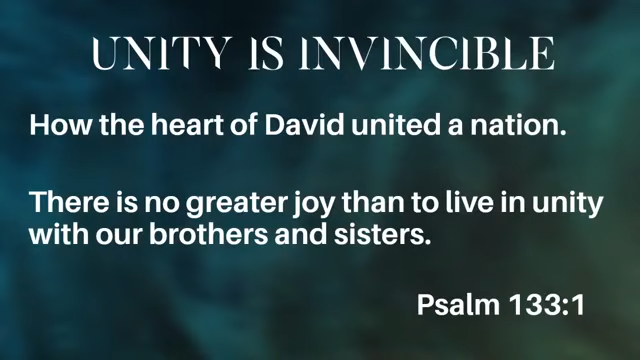 UNITY IS INVINCIBLE
How the heart of David united a nation.
There is no greater joy than to live in unity
with our brothers and sisters.
Psalm 133:1